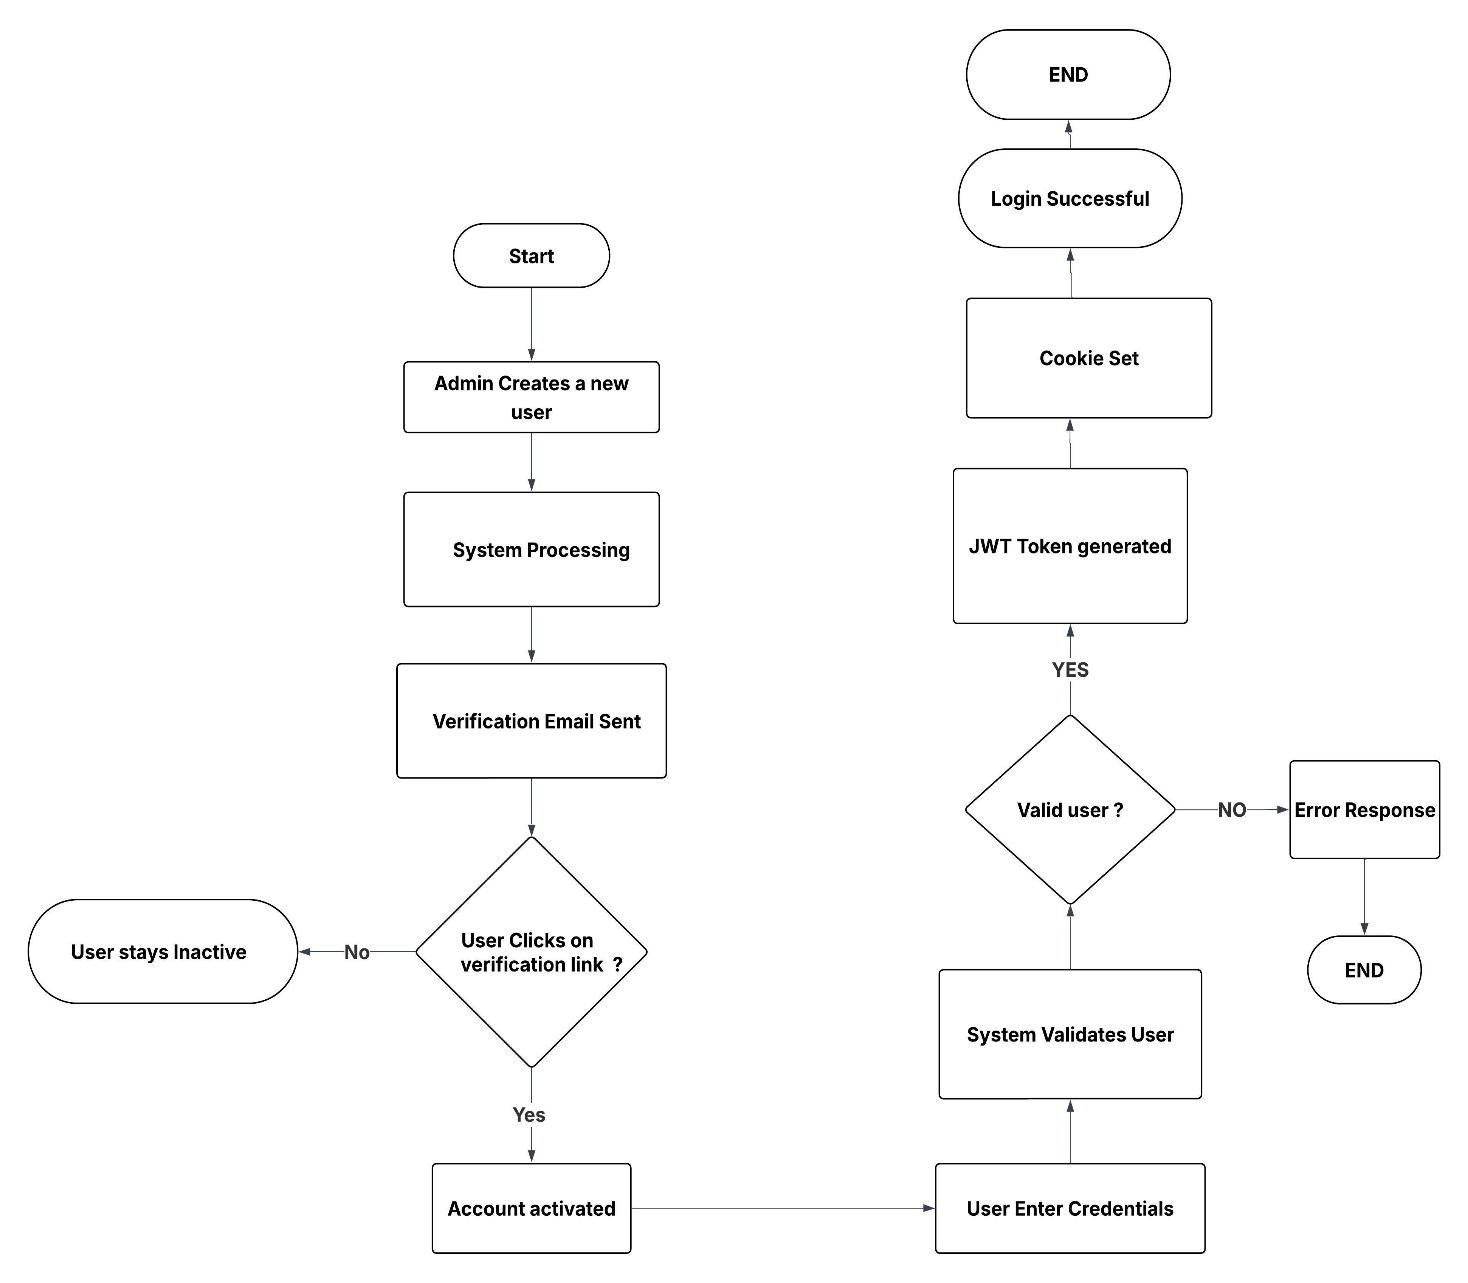 Start
Admin Creates a new
user
System Processing
Verification Email Sent
User Clicks on
verification link ?
No
User stays Inactive
Yes
Account activated
User Enter Credentials
System Validates User
Valid user ?
NO
Error Response
END
YES
JWT Token generated
Cookie Set
Login Successful
END